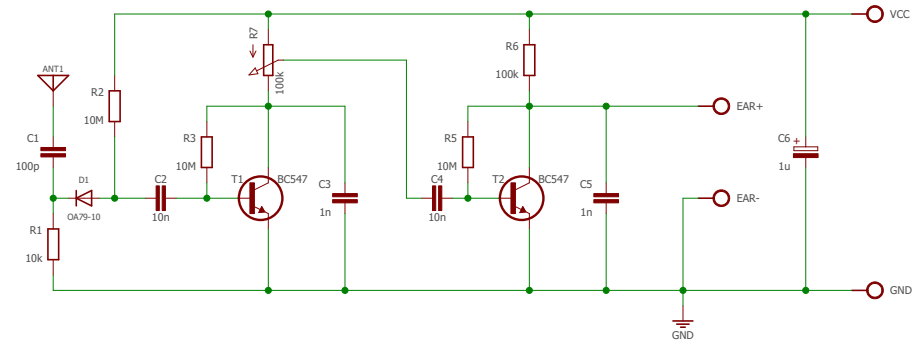 VCC
R7
100k
R6
100k
ANT1
R2
10M
EAR+
C1
100p
R3
10M
R5
10M
C6
+
1u
D1
OA79-10
C2
10n
T1
BC547
C3
1n
C4
10n
T2
BC547
C5
1n
EAR-
R1
10k
GND
GND